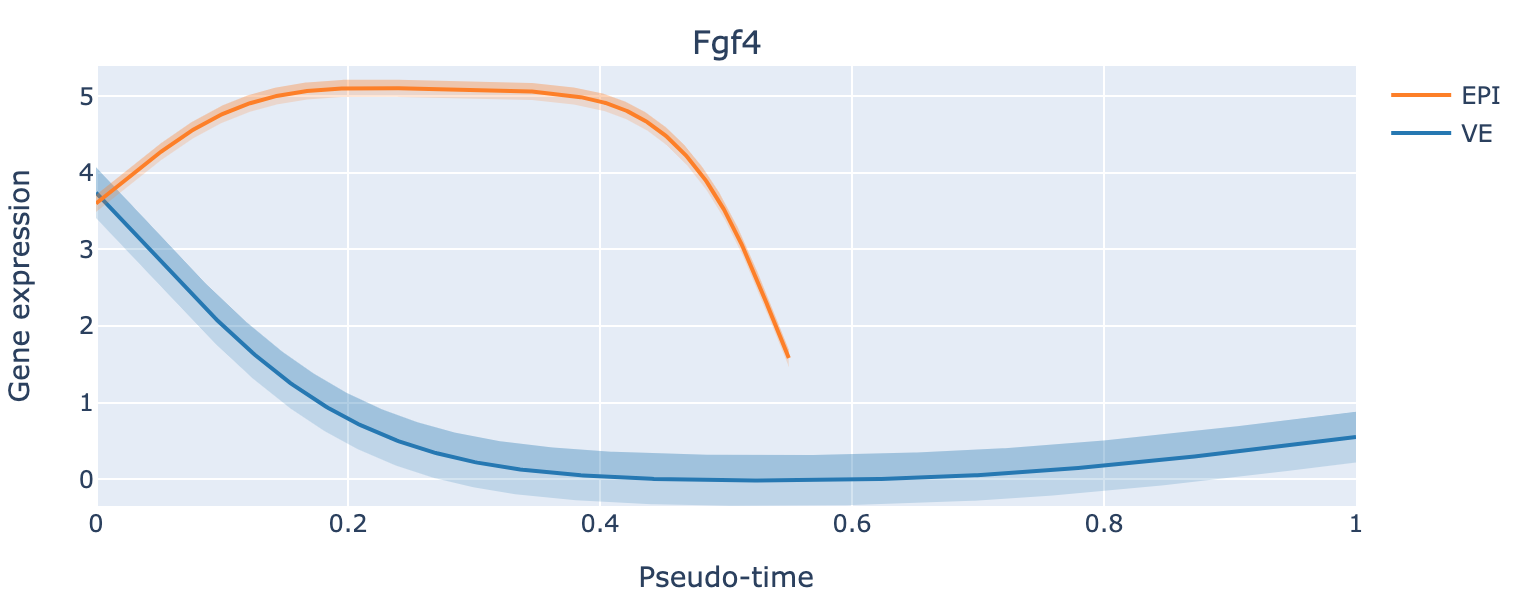 Fgf4
EPI
VE
Gene expression
5
4
3
2
1
0
0 0.2 0.4 0.6 0.8 1
Pseudo-time